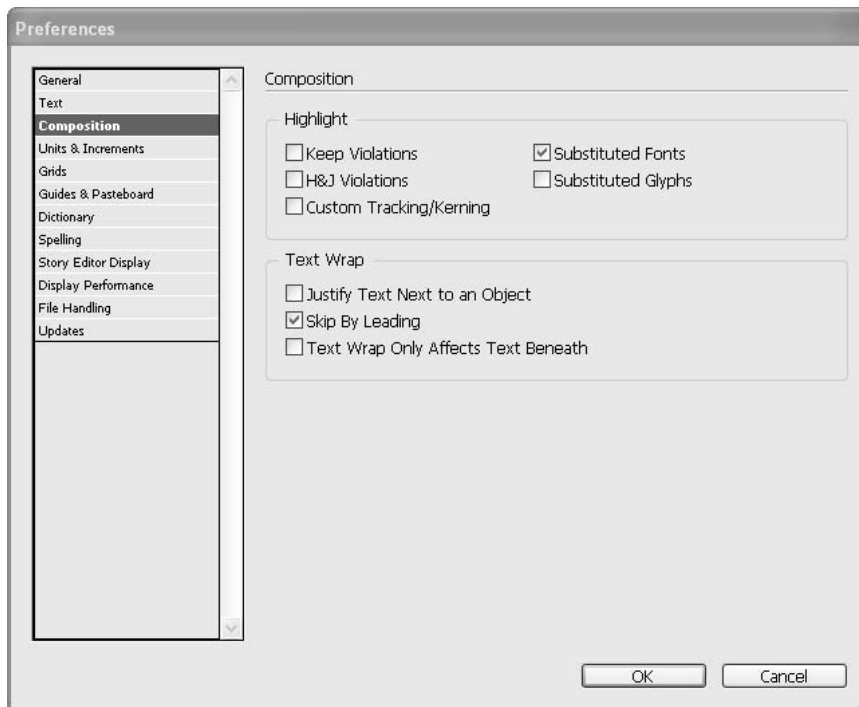 Preferences
General
Text
Composition
Units & Increments
Grids
Guides & Pasteboard
Dictionary
Spelling
Story Editor Display
Display Performance
File Handling
Updates
Composition
Highlight
Keep Violations
Substituted Fonts
H&J Violations
Substituted Glyphs
Custom Tracking/Kerning
Text Wrap
Justify Text Next to an Object
Skip By Leading
Text Wrap Only Affects Text Beneath
OK
Cancel